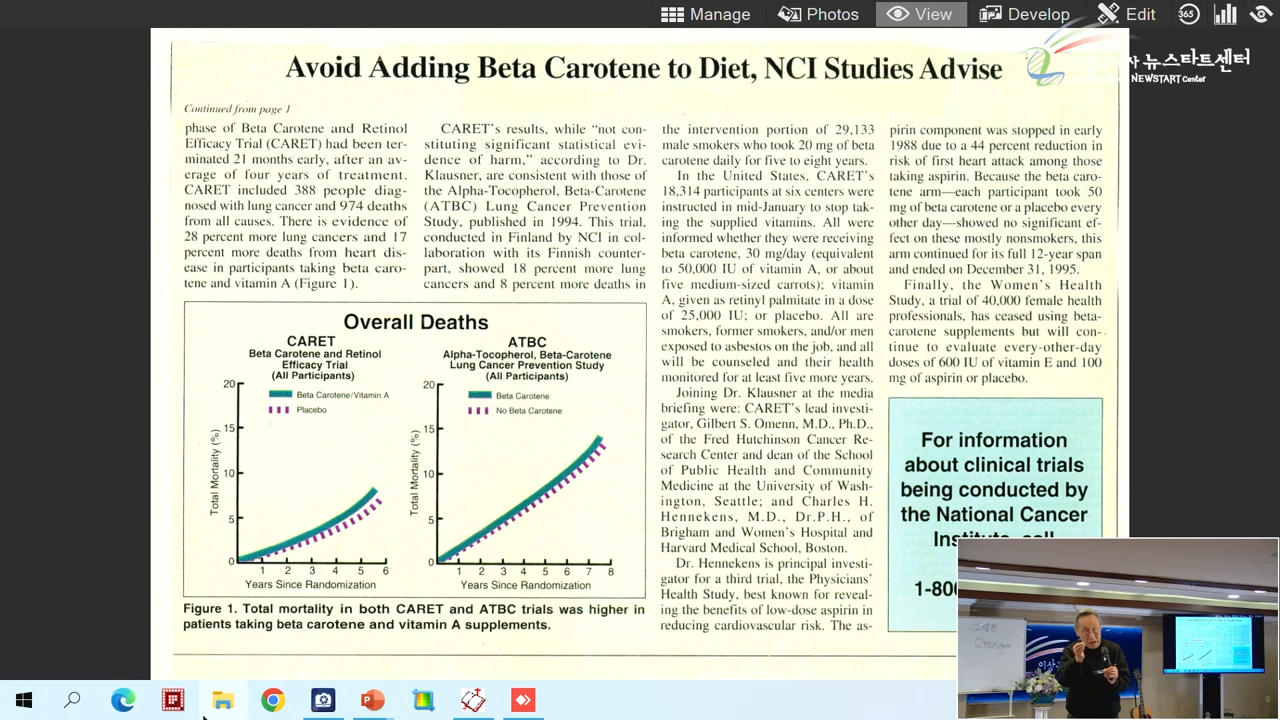 Manage
Photos
View
Develop
Edit
365
뉴스타트센터
NEWSTART Center
Avoid Adding Beta Carotene to Diet, NCI Studies Advise
Continued from page 1
phase of Beta Carotene and Retinol
Efficacy Trial (CARET) had been ter-
minated 21 months early, after an av-
erage of four years of treatment.
CARET included 388 people diag-
nosed with lung cancer and 974 deaths
from all causes. There is evidence of
28 percent more lung cancers and 17
percent more deaths from heart dis-
ease in participants taking beta caro-
tene and vitamin A (Figure 1).
CARET's results, while "not con-
stituting significant statistical evi-
dence of harm," according to Dr.
Klausner, are consistent with those of
the Alpha-Tocopherol, Beta-Carotene
(ATBC) Lung Cancer Prevention
Study, published in 1994. This trial,
conducted in Finland by NCI in col-
laboration with its Finnish counter-
part, showed 18 percent more lung
cancers and 8 percent more deaths in
Overall Deaths
CARET
Beta Carotene and Retinol
Efficacy Trial
(All Participants)
20
15
10
5
0
Total Mortality (%)
Beta Carotene/Vitamin A
Placebo
1 2 3 4 5 6
Years Since Randomization
ATBC
Alpha-Tocopherol, Beta-Carotene
Lung Cancer Prevention Study
(All Participants)
20
15
10
5
0
Total Mortality (%)
Beta Carotene
No Beta Carotene
1 2 3 4 5 6 7 8
Years Since Randomization
Figure 1. Total mortality in both CARET and ATBC trials was higher in
patients taking beta carotene and vitamin A supplements.
the intervention portion of 29,133
male smokers who took 20 mg of beta
carotene daily for five to eight years.
In the United States, CARET's
18,314 participants at six centers were
instructed in mid-January to stop tak-
ing the supplied vitamins. All were
informed whether they were receiving
beta carotene, 30 mg/day (equivalent
to 50,000 IU of vitamin A, or about
five medium-sized carrots); vitamin
A, given as retinyl palmitate in a dose
of 25,000 IU; or placebo. All are
smokers, former smokers, and/or men
exposed to asbestos on the job, and all
will be counseled and their health
monitored for at least five more years.
Joining Dr. Klausner at the media
briefing were: CARET's lead investi-
gator, Gilbert S. Omenn, M.D., Ph.D.,
of the Fred Hutchinson Cancer Re-
search Center and dean of the School
of Public Health and Community
Medicine at the University of Wash-
ington, Seattle; and Charles H.
Hennekens, M.D., Dr.P.H., of
Brigham and Women's Hospital and
Harvard Medical School, Boston.
Dr. Hennekens is principal investi-
gator for a third trial, the Physicians'
Health Study, best known for reveal-
ing the benefits of low-dose aspirin in
reducing cardiovascular risk. The as-
pirin component was stopped in early
1988 due to a 44 percent reduction in
risk of first heart attack among those
taking aspirin. Because the beta caro-
tene arm—each participant took 50
mg of beta carotene or a placebo every
other day—showed no significant ef-
fect on these mostly nonsmokers, this
arm continued for its full 12-year span
and ended on December 31, 1995.
Finally, the Women's Health
Study, a trial of 40,000 female health
professionals, has ceased using beta-
carotene supplements but will con-
tinue to evaluate every-other-day
doses of 600 IU of vitamin E and 100
mg of aspirin or placebo.
For information
about clinical trials
being conducted by
the National Cancer
1-800